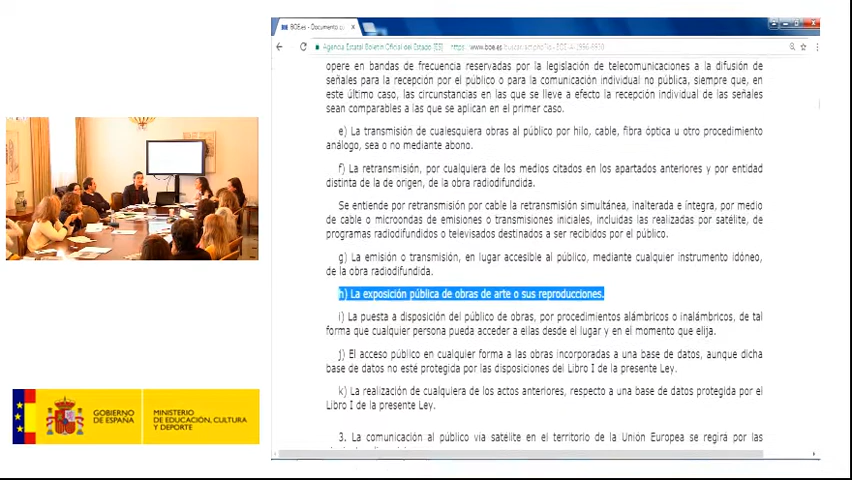 BOE.es - Documento
Agencia Estatal Boletín Oficial del Estado [ES]
https www.boe.es
opere en bandas de frecuencia reservadas por la legislación de telecomunicaciones a la difusión de
señales para la recepción por el público o para la comunicación individual no pública, siempre que, en
este último caso, las circunstancias en las que se lleve a efecto la recepción individual de las señales
sean comparables a las que se aplican en el primer caso.
e) La transmisión de cualesquiera obras al público por hilo, cable, fibra óptica u otro procedimiento
análogo, sea o no mediante abono.
f) La retransmisión, por cualquiera de los medios citados en los apartados anteriores y por entidad
distinta de la de origen, de la obra radiodifundida.
Se entiende por retransmisión por cable la retransmisión simultánea, inalterada e íntegra, por medio
de cable o microondas de emisiones o transmisiones iniciales, incluidas las realizadas por satélite, de
programas radiodifundidos o televisados destinados a ser recibidos por el público.
g) La emisión o transmisión, en lugar accesible al público, mediante cualquier instrumento idóneo,
de la obra radiodifundida.
h) La exposición pública de obras de arte o sus reproducciones.
i) La puesta a disposición del público de obras, por procedimientos alámbricos o inalámbricos, de tal
forma que cualquier persona pueda acceder a ellas desde el lugar y en el momento que elija.
j) El acceso público en cualquier forma a las obras incorporadas a una base de datos, aunque dicha
base de datos no esté protegida por las disposiciones del Libro I de la presente Ley.
k) La realización de cualquiera de los actos anteriores, respecto a una base de datos protegida por el
Libro I de la presente Ley.
3. La comunicación al público vía satélite en el territorio de la Unión Europea se regirá por las
GOBIERNO
DE ESPAÑA
MINISTERIO
DE EDUCACIÓN, CULTURA
Y DEPORTE